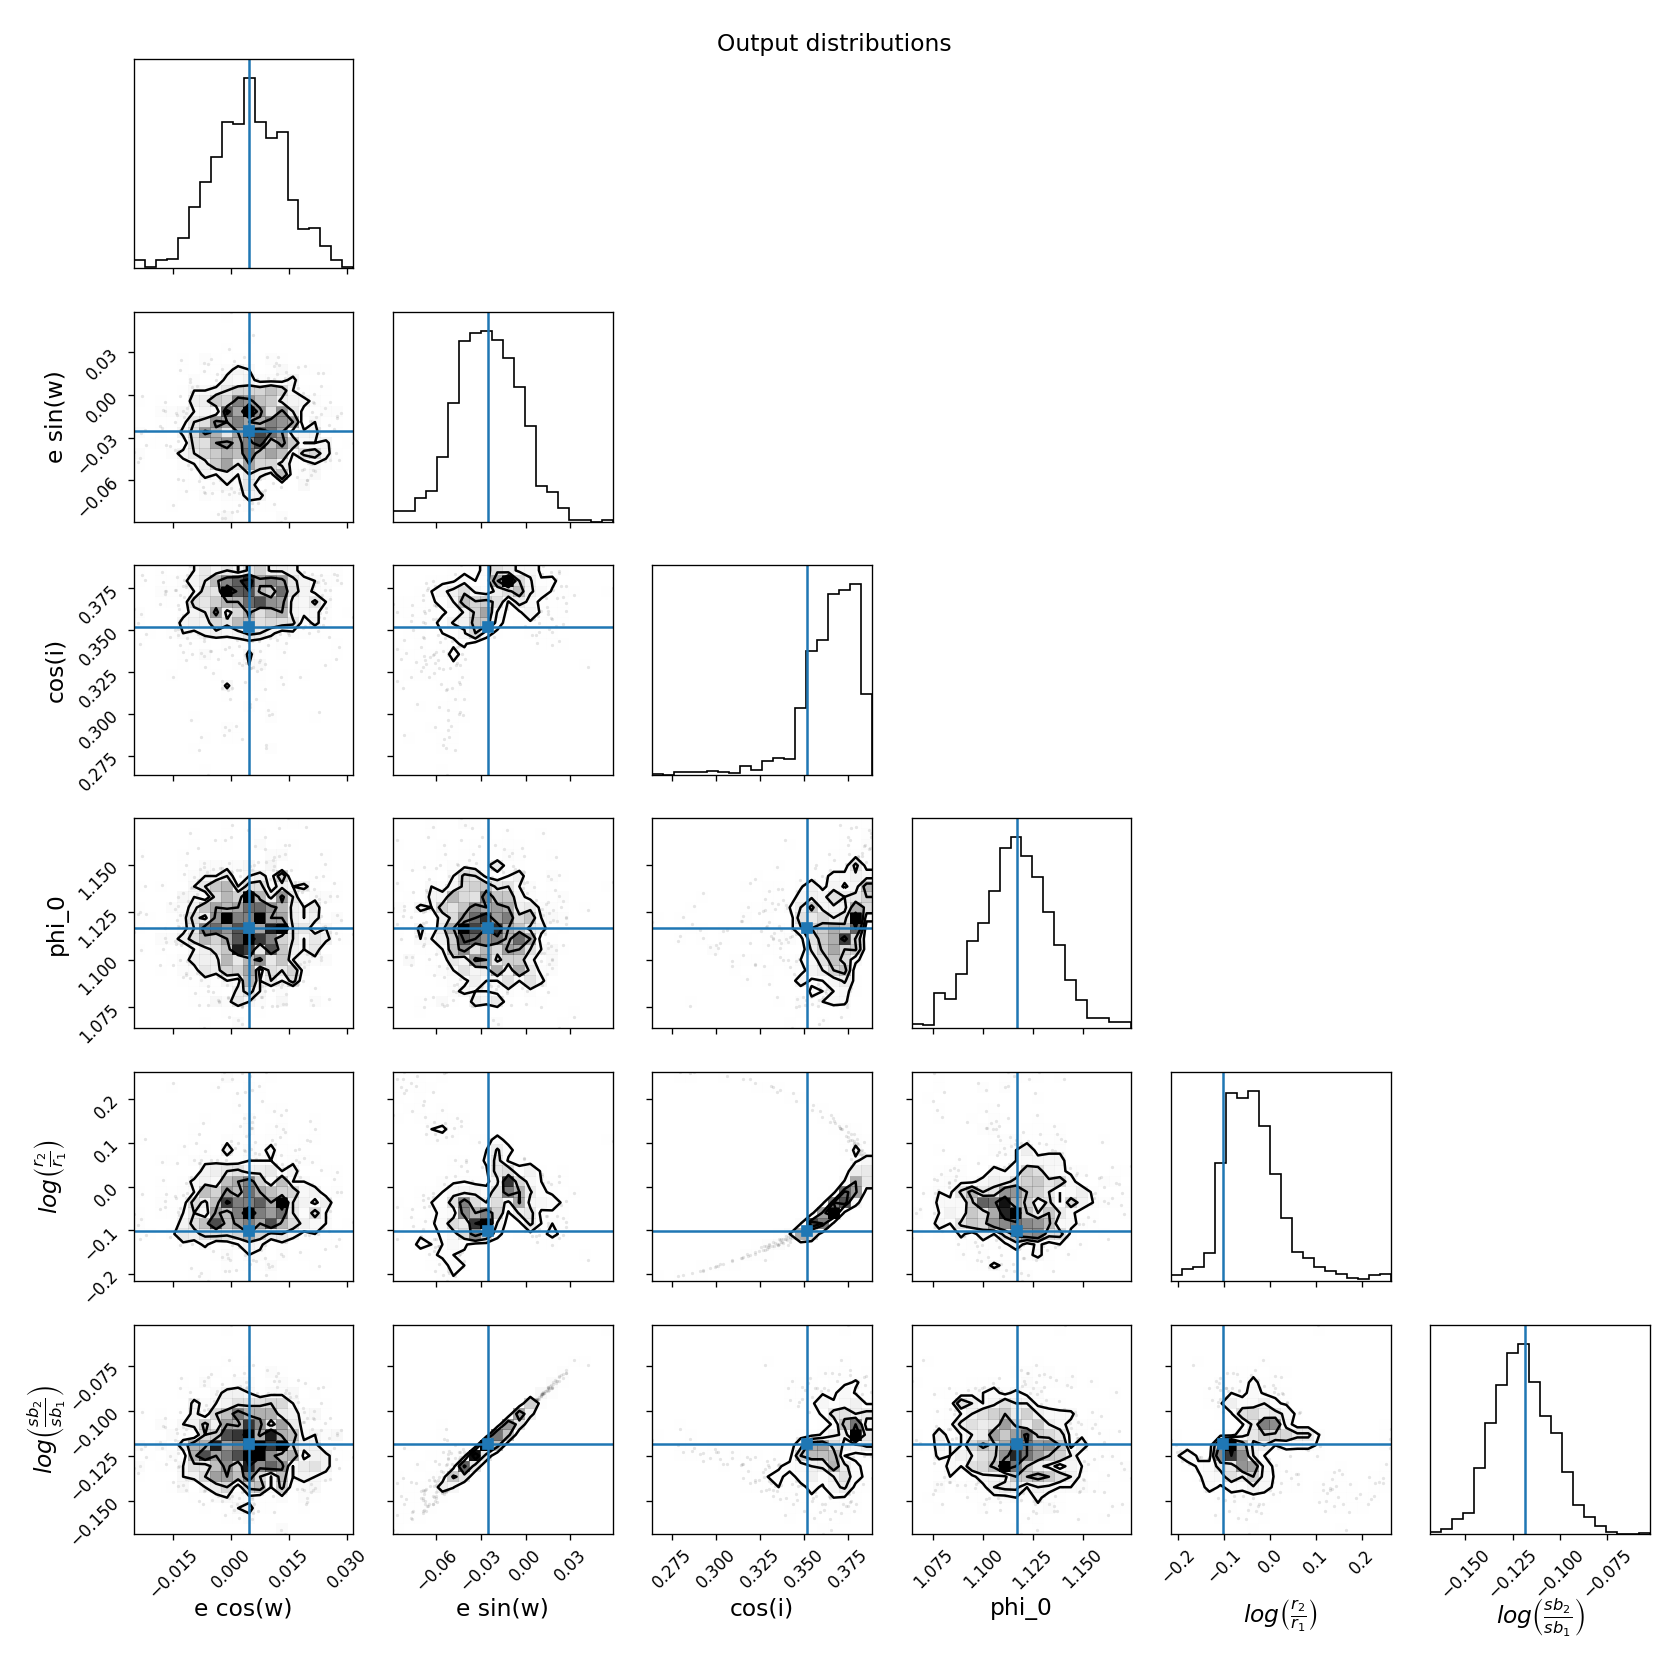 Output distributions
e sin(w)
0.03
0.00
−0.03
−0.06
cos(i)
0.375
0.350
0.325
0.300
0.275
phi_0
1.150
1.125
1.100
1.075
log(r₂/r₁)
0.2
0.1
0.0
−0.1
−0.2
log(sb₂/sb₁)
−0.075
−0.100
−0.125
−0.150
−0.015 0.000 0.015 0.030
−0.06 −0.03 0.00 0.03
0.275 0.300 0.325 0.350 0.375
1.075 1.100 1.125 1.150
−0.2 −0.1 0.0 0.1 0.2
−0.150 −0.125 −0.100 −0.075
e cos(w) e sin(w) cos(i) phi_0 log(r₂/r₁) log(sb₂/sb₁)